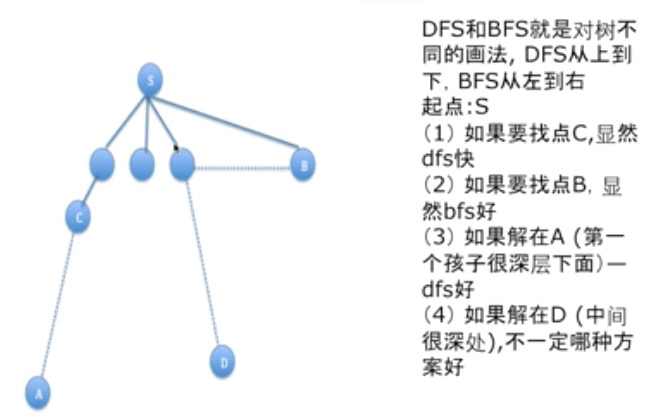 S
B
C
D
A
DFS和BFS就是对树不
同的画法, DFS从上到
下. BFS从左到右
起点:S
(1) 如果要找点C,显然
dfs快
(2) 如果要找点B. 显
然bfs好
(3) 如果解在A (第一
个孩子很深层下面)—
dfs好
(4) 如果解在D (中间
很深处),不一定哪种方
案好